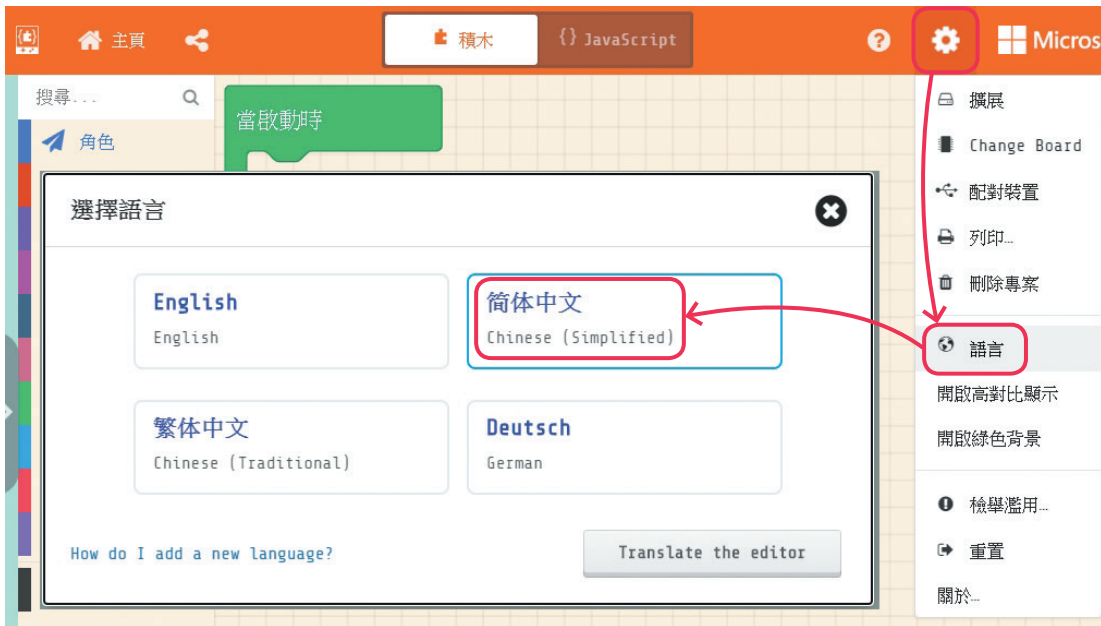 主頁
積木
{} JavaScript
Micros
搜尋...
角色
當啟動時
擴展
Change Board
配對裝置
列印...
刪除專案
語言
開啟高對比顯示
開啟綠色背景
檢舉濫用...
重置
關於...
選擇語言
English
English
简体中文
Chinese (Simplified)
繁体中文
Chinese (Traditional)
Deutsch
German
How do I add a new language?
Translate the editor